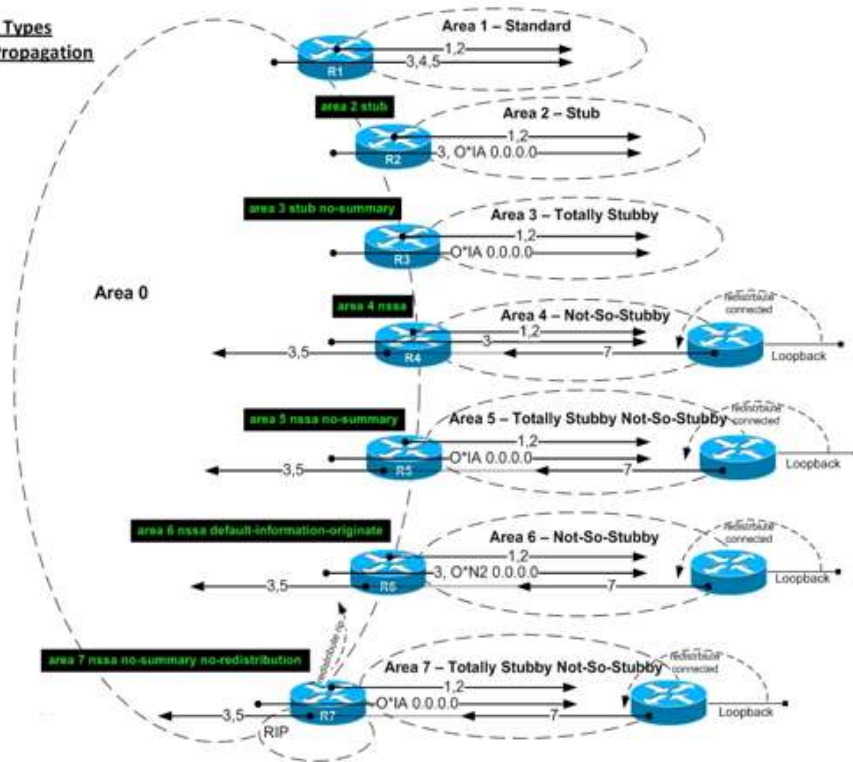 Types
Propagation
Area 1 – Standard
1,2
3,4,5
R1
area 2 stub
Area 2 – Stub
1,2
3, O*IA 0.0.0.0
R2
area 3 stub no-summary
Area 3 – Totally Stubby
1,2
O*IA 0.0.0.0
R3
Area 0
area 4 nssa
Area 4 – Not-So-Stubby
redistribute
connected
1,2
3
R4
3,5
7
Loopback
area 5 nssa no-summary
Area 5 – Totally Stubby Not-So-Stubby
redistribute
connected
1,2
O*IA 0.0.0.0
R5
3,5
7
Loopback
area 6 nssa default-information-originate
Area 6 – Not-So-Stubby
redistribute
connected
1,2
3, O*N2 0.0.0.0
R6
3,5
7
Loopback
redistribute rip
area 7 nssa no-summary no-redistribution
Area 7 – Totally Stubby Not-So-Stubby
redistribute
connected
1,2
O*IA 0.0.0.0
R7
3,5
7
Loopback
RIP